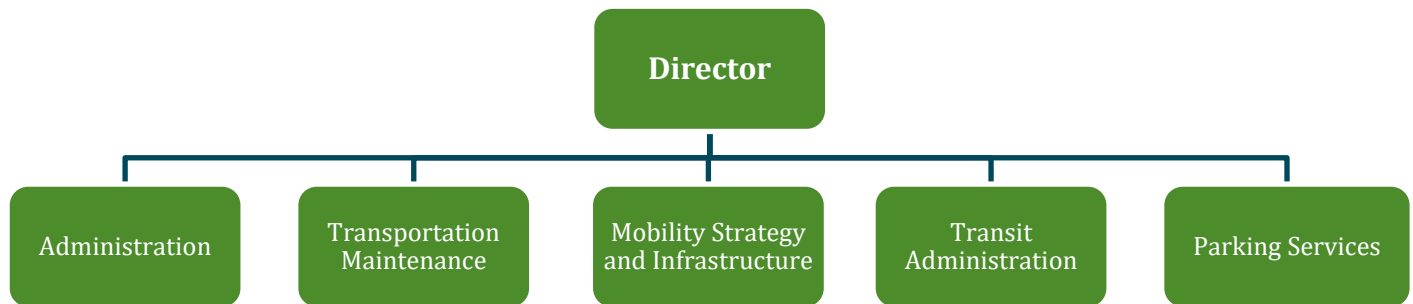 Director
Administration
Transportation
Maintenance
Mobility Strategy
and Infrastructure
Transit
Administration
Parking Services